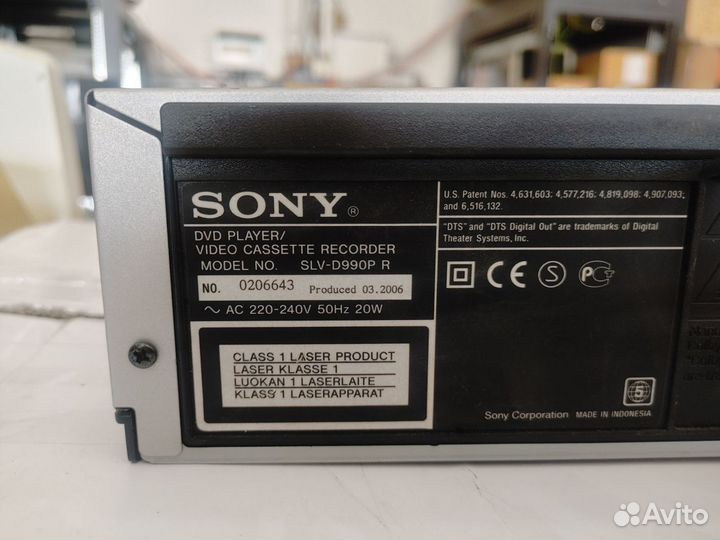 SONY®
DVD PLAYER/
VIDEO CASSETTE RECORDER
MODEL NO. SLV-D990P R
NO. 0206643 Produced 03.2006
~ AC 220-240V 50Hz 20W
CLASS 1 LASER PRODUCT
LASER KLASSE 1
LUOKAN 1 LASERLAITE
KLASS 1 LASERAPPARAT
U.S. Patent Nos. 4,631,603; 4,577,216; 4,819,098; 4,907,093;
and 6,516,132.
"DTS" and "DTS Digital Out" are trademarks of Digital
Theater Systems, Inc.
CE S
5
Sony Corporation MADE IN INDONESIA
Avito